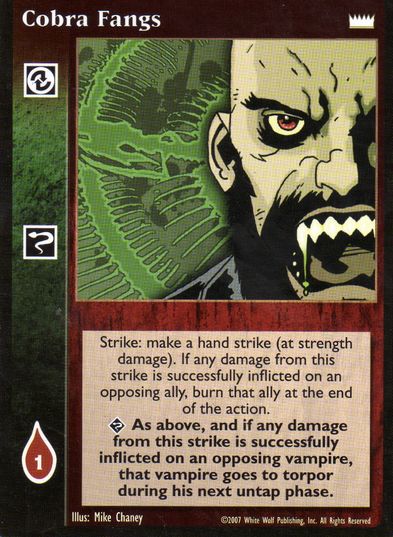 Cobra Fangs
Strike: make a hand strike (at strength
damage). If any damage from this
strike is successfully inflicted on an
opposing ally, burn that ally at the end
of the action.
As above, and if any damage
from this strike is successfully
inflicted on an opposing vampire,
that vampire goes to torpor
during his next untap phase.
1
Illus: Mike Chaney
©2007 White Wolf Publishing, Inc. All Rights Reserved